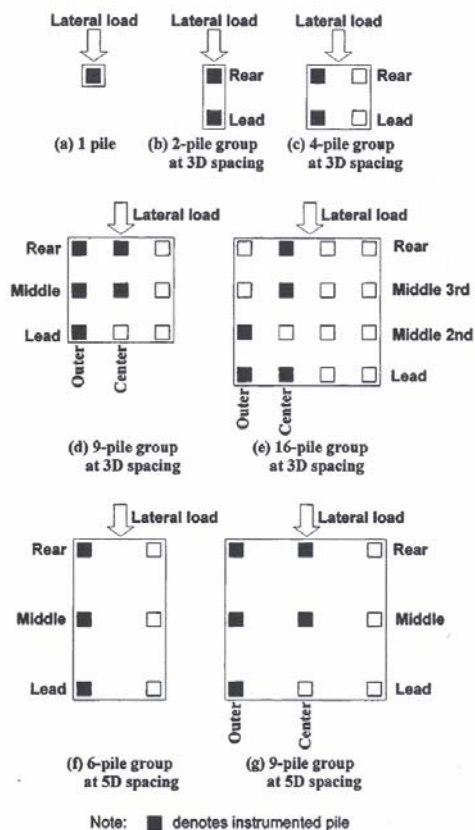 Lateral load
Lateral load
Lateral load
Rear
Lead
Rear
Lead
(a) 1 pile
(b) 2-pile group
at 3D spacing
(c) 4-pile group
at 3D spacing
Lateral load
Rear
Middle
Lead
Outer
Center
(d) 9-pile group
at 3D spacing
Lateral load
Rear
Middle 3rd
Middle 2nd
Lead
Outer
Center
(e) 16-pile group
at 3D spacing
Lateral load
Rear
Middle
Lead
(f) 6-pile group
at 5D spacing
Lateral load
Rear
Middle
Lead
Outer
Center
(g) 9-pile group
at 5D spacing
Note: denotes instrumented pile